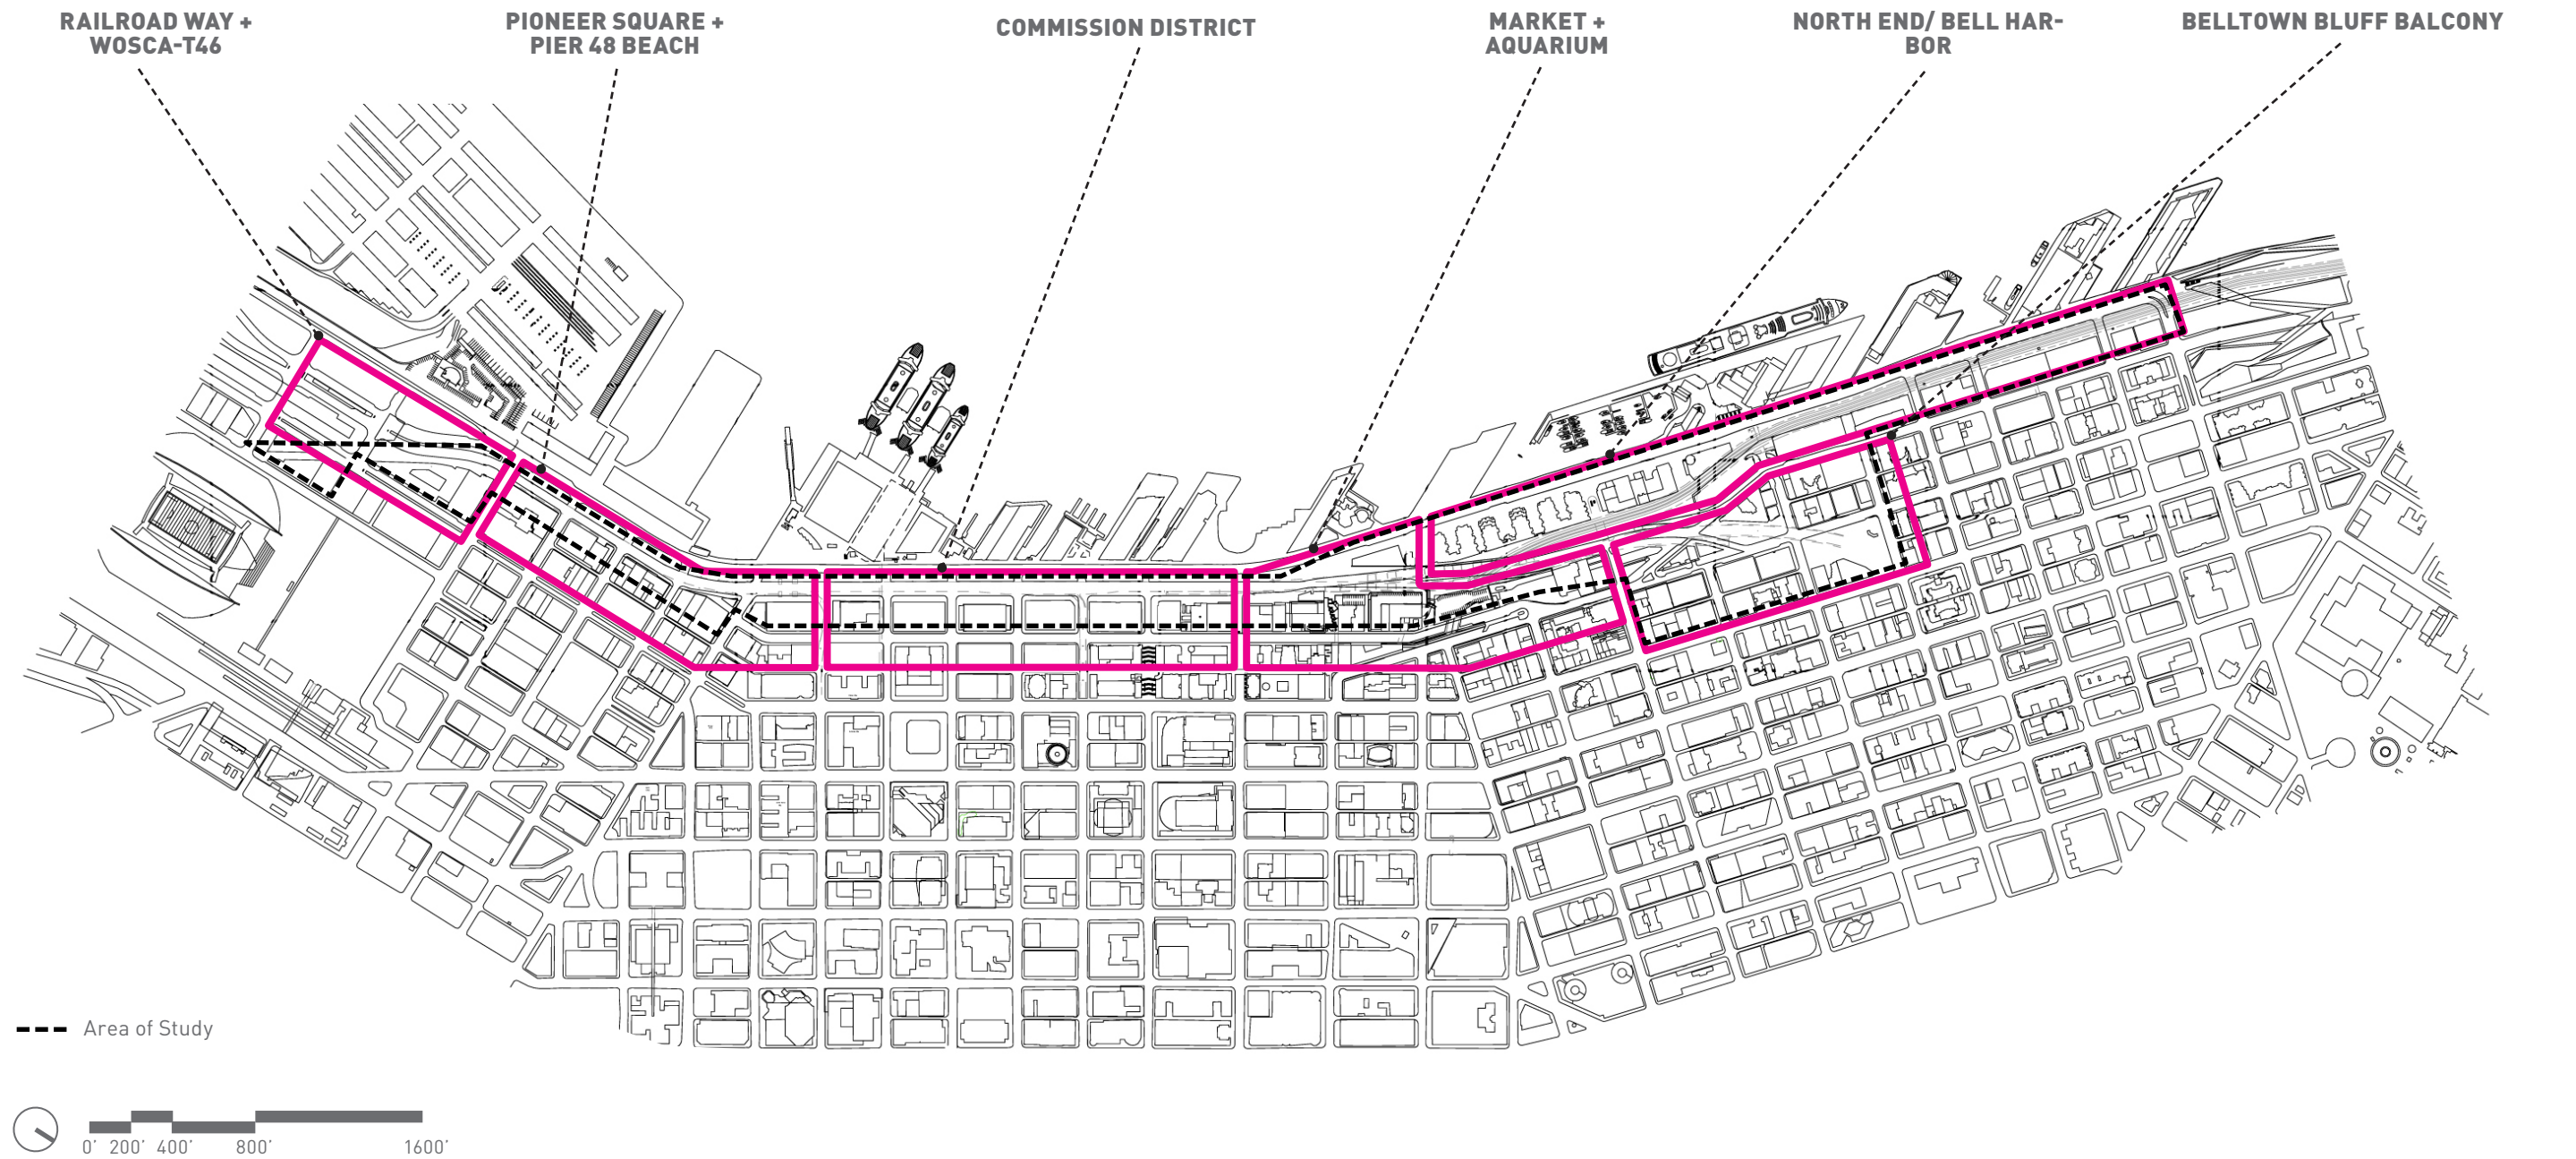 RAILROAD WAY +
WOSCA-T46
PIONEER SQUARE +
PIER 48 BEACH
COMMISSION DISTRICT
MARKET +
AQUARIUM
NORTH END/ BELL HAR-
BOR
BELLTOWN BLUFF BALCONY
Area of Study
0' 200' 400' 800' 1600'